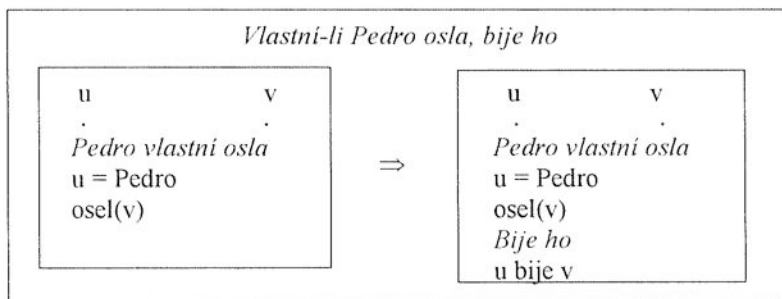 Vlastní-li Pedro osla, bije ho
u v
. .
Pedro vlastní osla
u = Pedro
osel(v)
⇒
u v
. .
Pedro vlastní osla
u = Pedro
osel(v)
Bije ho
u bije v